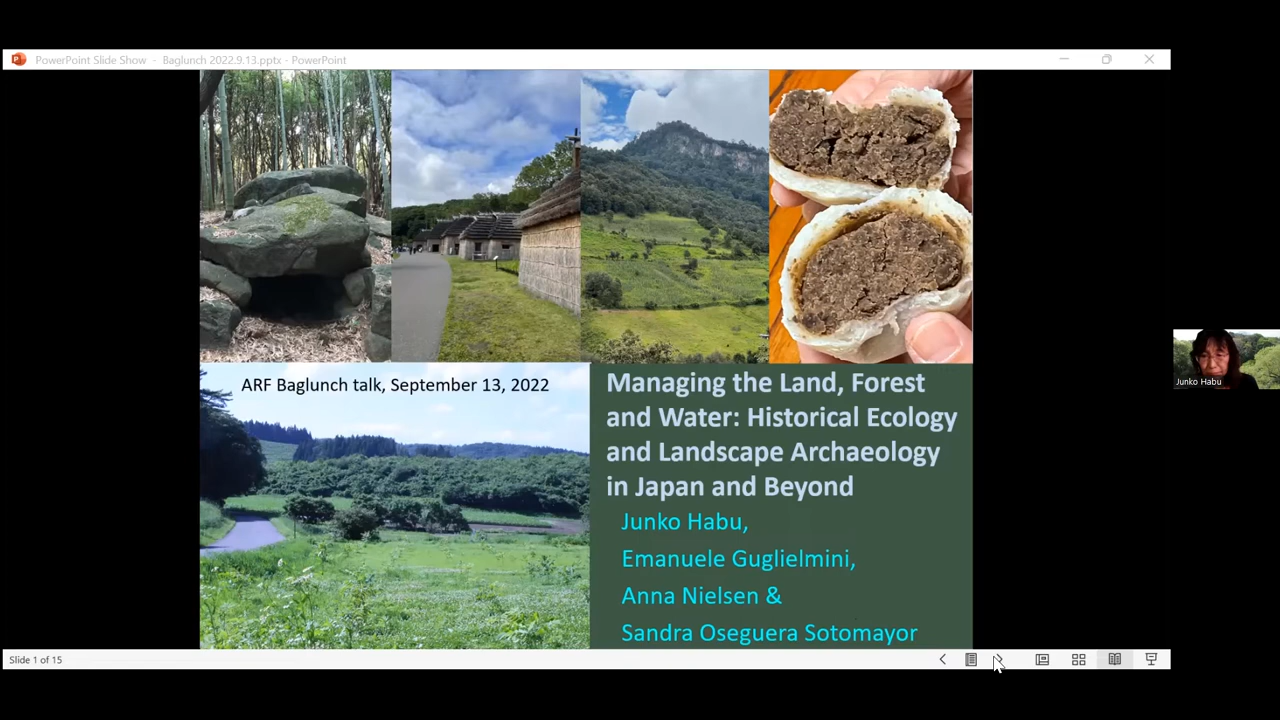 PowerPoint Slide Show - Baglunch 2022.9.13.pptx - PowerPoint
ARF Baglunch talk, September 13, 2022
Managing the Land, Forest
and Water: Historical Ecology
and Landscape Archaeology
in Japan and Beyond
Junko Habu,
Emanuele Guglielmini,
Anna Nielsen &
Sandra Oseguera Sotomayor
Junko Habu
Slide 1 of 15